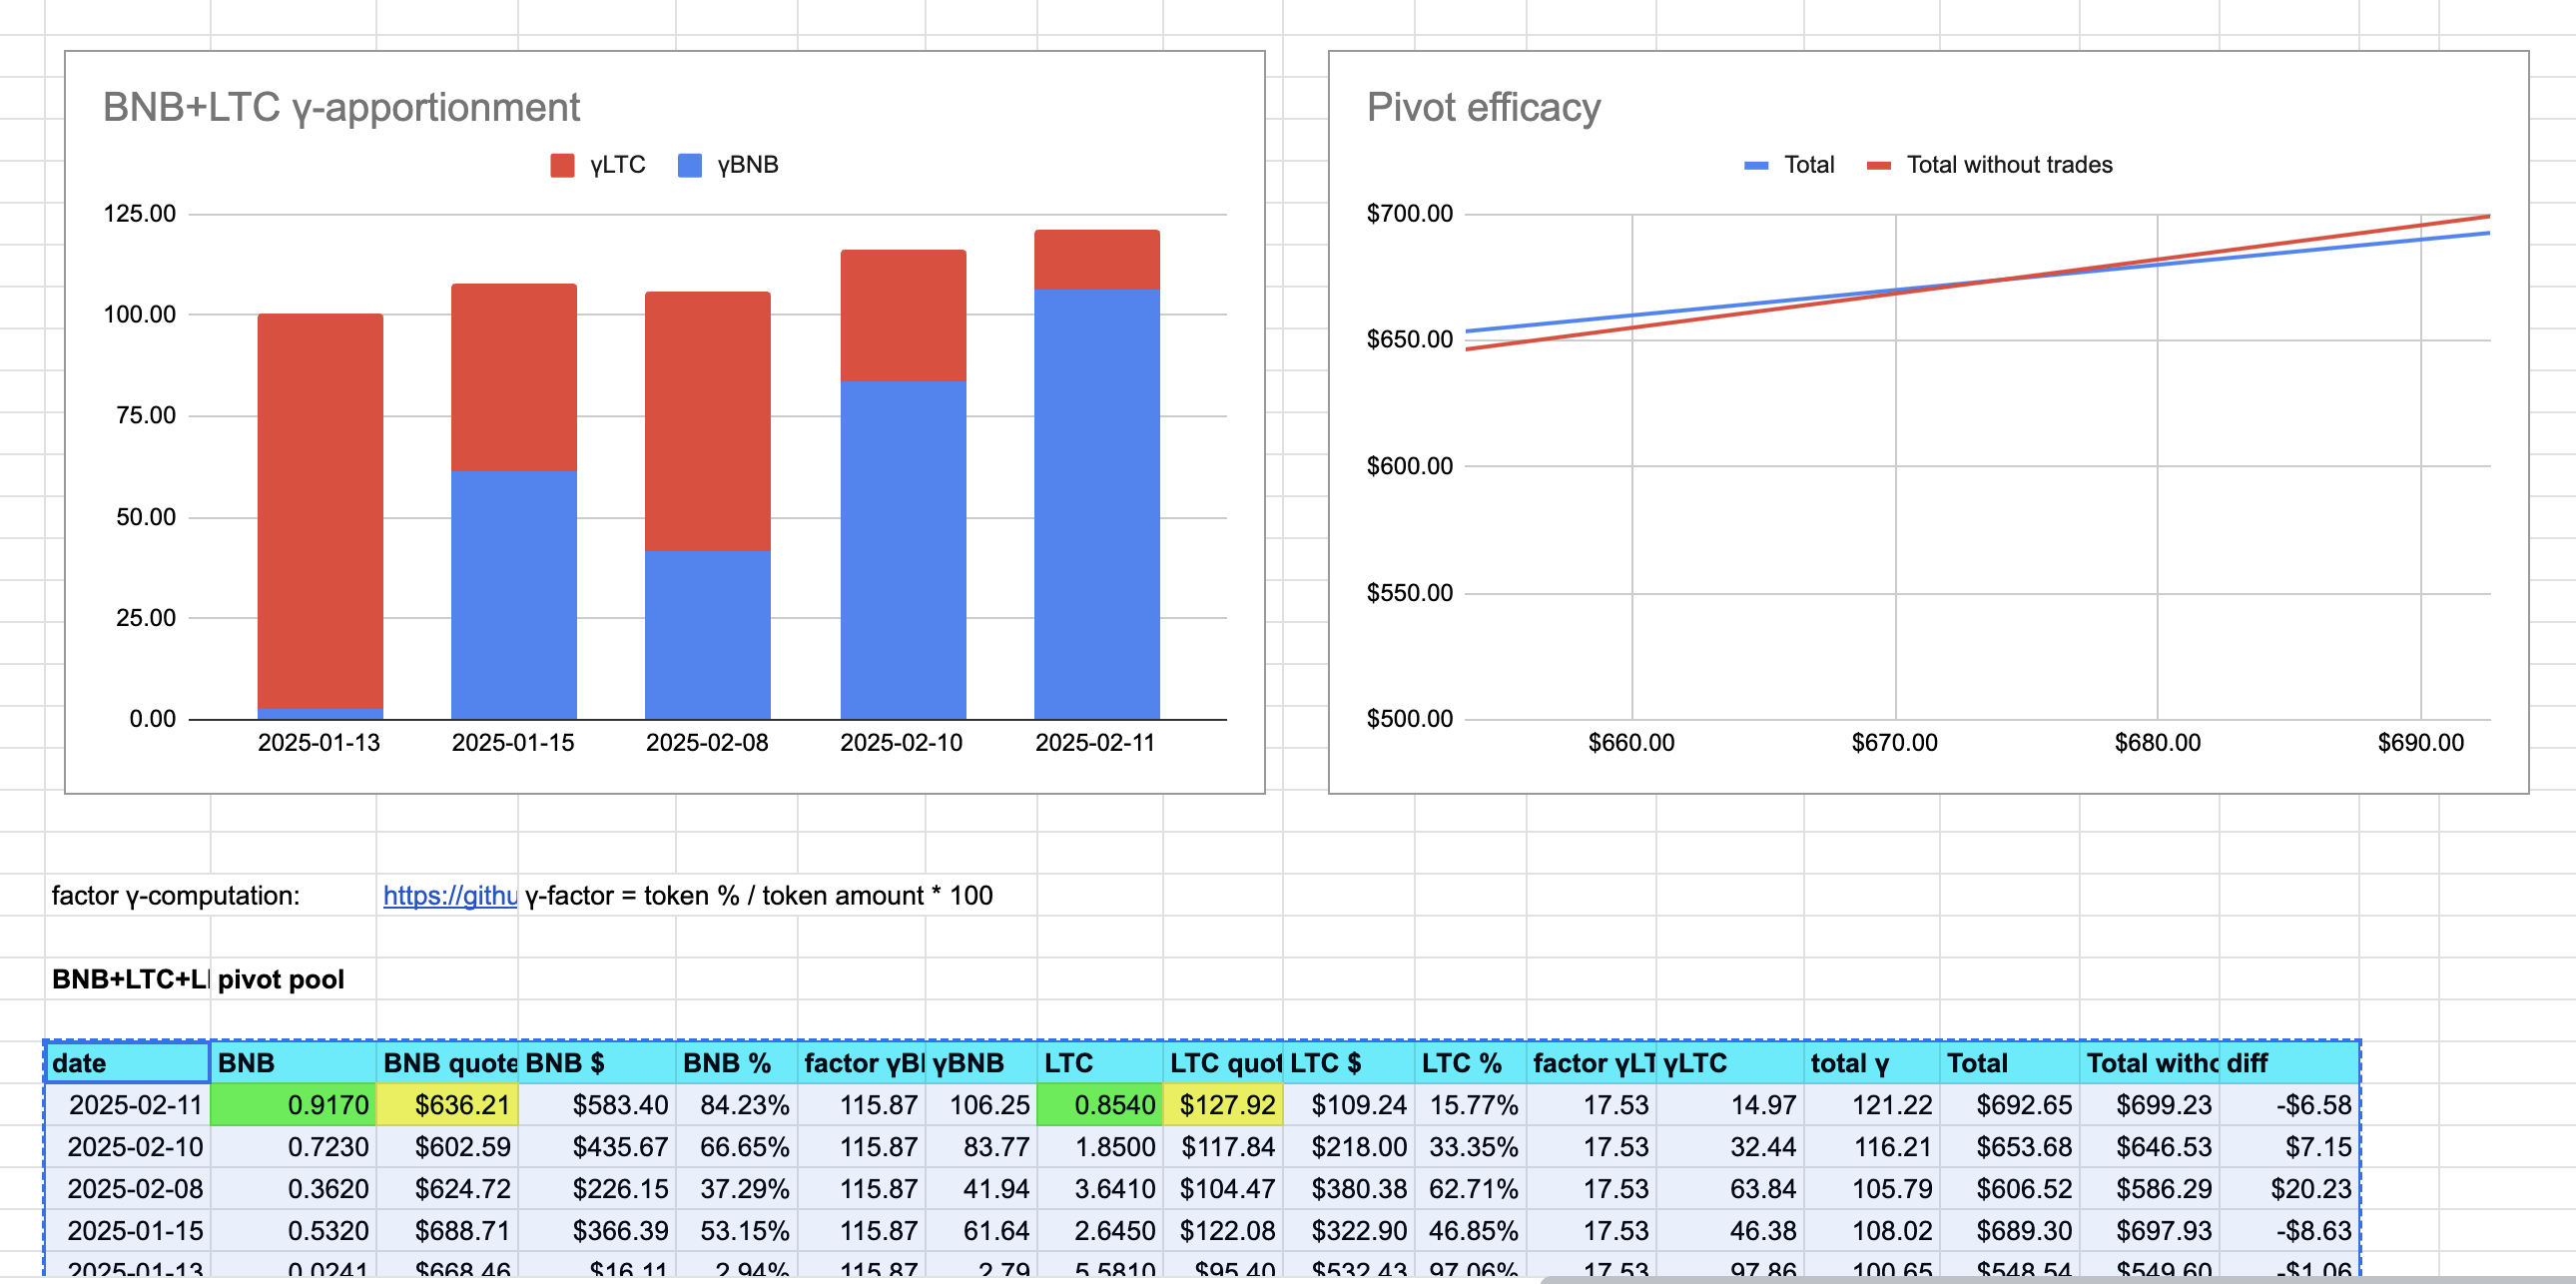 BNB+LTC γ-apportionment
γLTC γBNB
125.00
100.00
75.00
50.00
25.00
0.00
2025-01-13 2025-01-15 2025-02-08 2025-02-10 2025-02-11
Pivot efficacy
Total Total without trades
$700.00
$650.00
$600.00
$550.00
$500.00
$660.00 $670.00 $680.00 $690.00
factor γ-computation: https://githu γ-factor = token % / token amount * 100
BNB+LTC+LI pivot pool
date BNB BNB quote BNB $ BNB % factor γBI γBNB LTC LTC quot LTC $ LTC % factor γLT γLTC total γ Total Total witho diff
2025-02-11 0.9170 $636.21 $583.40 84.23% 115.87 106.25 0.8540 $127.92 $109.24 15.77% 17.53 14.97 121.22 $692.65 $699.23 -$6.58
2025-02-10 0.7230 $602.59 $435.67 66.65% 115.87 83.77 1.8500 $117.84 $218.00 33.35% 17.53 32.44 116.21 $653.68 $646.53 $7.15
2025-02-08 0.3620 $624.72 $226.15 37.29% 115.87 41.94 3.6410 $104.47 $380.38 62.71% 17.53 63.84 105.79 $606.52 $586.29 $20.23
2025-01-15 0.5320 $688.71 $366.39 53.15% 115.87 61.64 2.6450 $122.08 $322.90 46.85% 17.53 46.38 108.02 $689.30 $697.93 -$8.63
2025-01-13 0.0241 $668.46 $16.11 2.94% 115.87 2.79 5.5810 $95.40 $532.43 97.06% 17.53 97.86 100.65 $548.54 $549.60 -$1.06